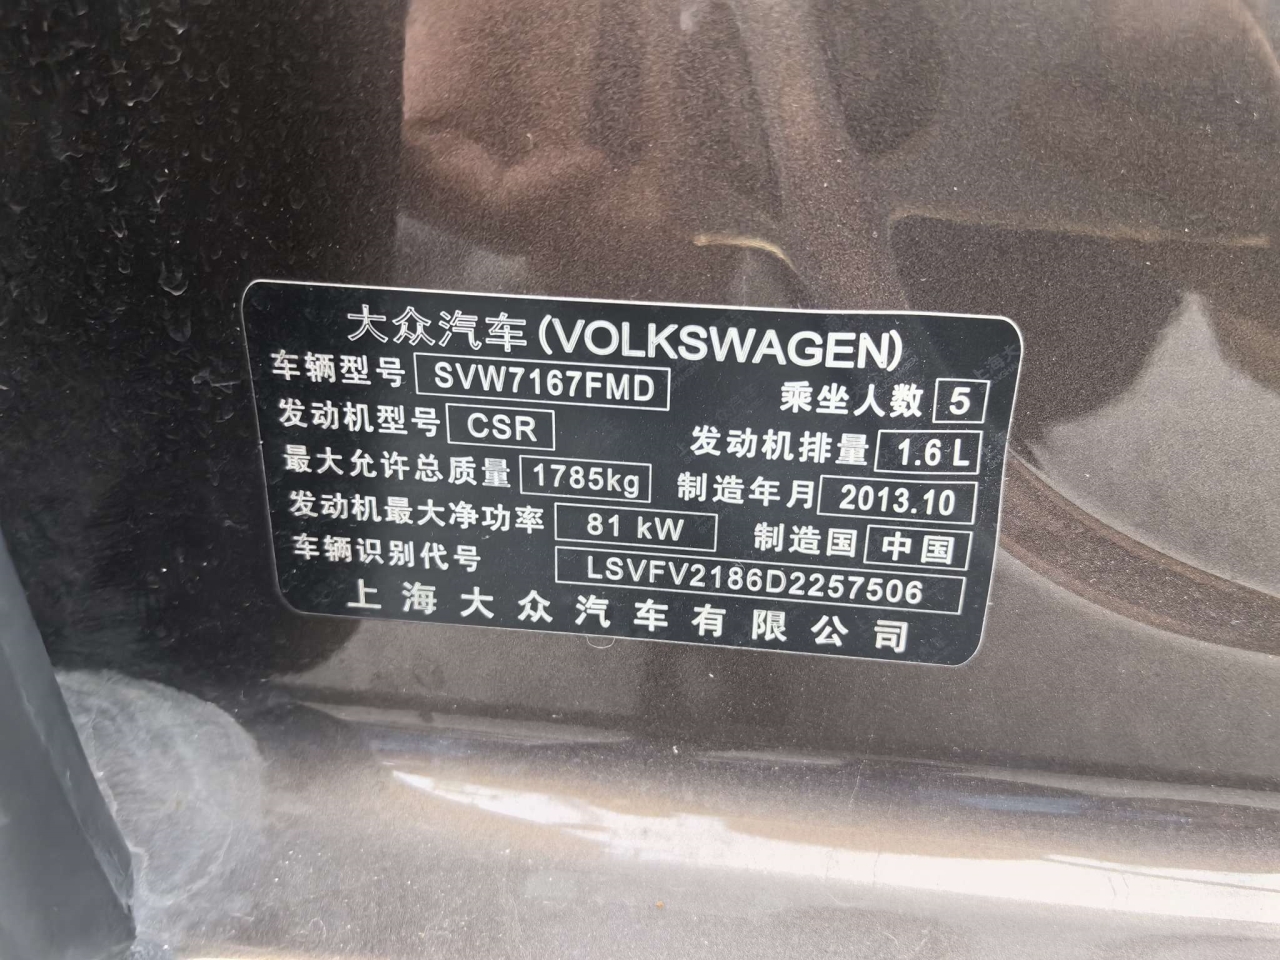 大众汽车(VOLKSWAGEN)
车辆型号 SVW7167FMD 乘坐人数 5
发动机型号 CSR 发动机排量 1.6 L
最大允许总质量 1785kg 制造年月 2013.10
发动机最大净功率 81 kW 制造国 中国
车辆识别代号 LSVFV2186D2257506
上海大众汽车有限公司